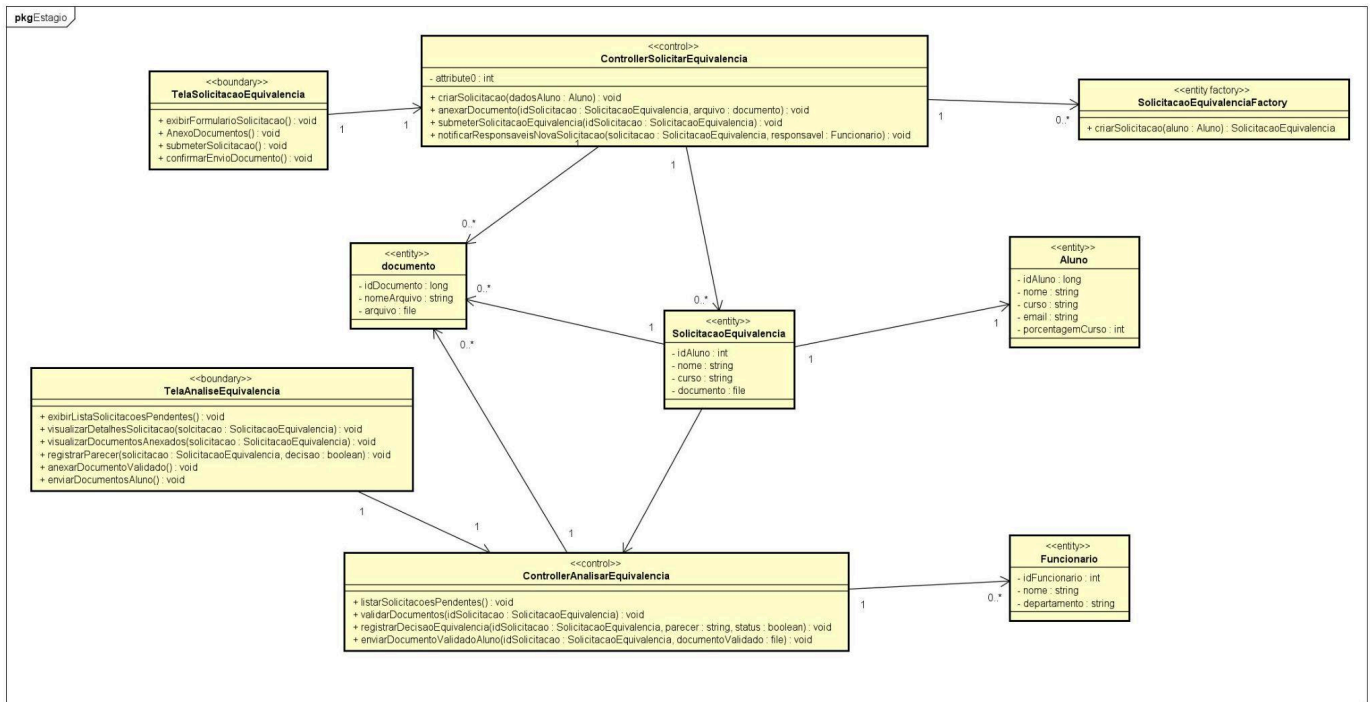 pkg Estagio
<<control>>
ControllerSolicitarEquivalencia
- attribute0 : int
+ criarSolicitacao(dadosAluno : Aluno) : void
+ anexarDocumento(idSolicitacao : SolicitacaoEquivalencia, arquivo : documento) : void
+ submeterSolicitacao(idSolicitacao : SolicitacaoEquivalencia) : void
+ notificarResponsaveisNovaSolicitacao(solicitacao : SolicitacaoEquivalencia, responsavel : Funcionario) : void
<<boundary>>
TelaSolicitacaoEquivalencia
+ exibirFormularioSolicitacao() : void
+ AnexoDocumentos() : void
+ submeterSolicitacao() : void
+ confirmarEnvioDocumento() : void
1
1
<<entity factory>>
SolicitacaoEquivalenciaFactory
+ criarSolicitacao(aluno : Aluno) : SolicitacaoEquivalencia
1
0..*
1
1
0..*
0..*
<<entity>>
documento
- idDocumento : long
- nomeArquivo : string
- arquivo : file
0..*
1
0..*
<<entity>>
SolicitacaoEquivalencia
- idAluno : int
- nome : string
- curso : string
- documento : file
1
1
<<entity>>
Aluno
- idAluno : long
- nome : string
- curso : string
- email : string
- porcentagemCurso : int
<<boundary>>
TelaAnaliseEquivalencia
+ exibirListaSolicitacoesPendentes() : void
+ visualizarDetalhesSolicitacao(solcitacao : SolicitacaoEquivalencia) : void
+ visualizarDocumentosAnexados(solicitacao : SolicitacaoEquivalencia) : void
+ registrarParecer(solicitacao : SolicitacaoEquivalencia, decisao : boolean) : void
+ anexarDocumentoValidado() : void
+ enviarDocumentosAluno() : void
1
1
1
<<control>>
ControllerAnalisarEquivalencia
+ listarSolicitacoesPendentes() : void
+ validarDocumentos(idSolicitacao : SolicitacaoEquivalencia) : void
+ registrarDecisaoEquivalencia(idSolicitacao : SolicitacaoEquivalencia, parecer : string, status : boolean) : void
+ enviarDocumentoValidadoAluno(idSolicitacao : SolicitacaoEquivalencia, documentoValidado : file) : void
1
0..*
<<entity>>
Funcionario
- idFuncionario : int
- nome : string
- departamento : string